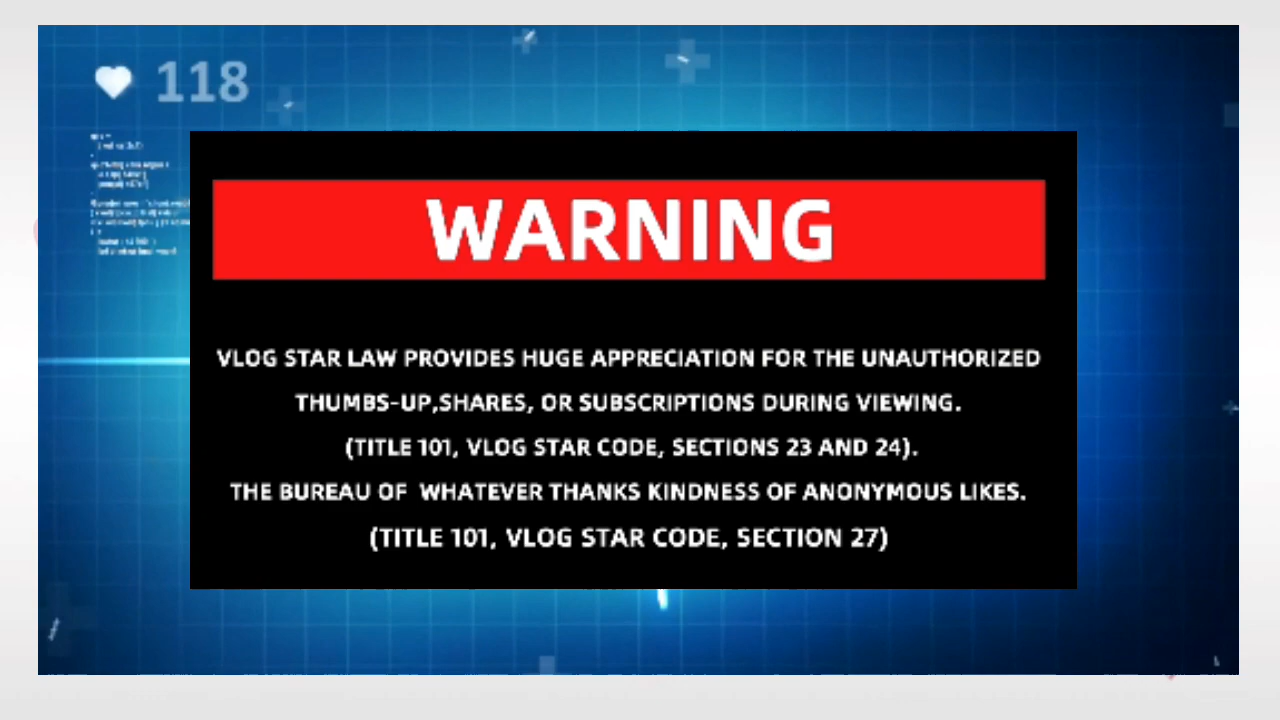 118
WARNING
VLOG STAR LAW PROVIDES HUGE APPRECIATION FOR THE UNAUTHORIZED
THUMBS-UP,SHARES, OR SUBSCRIPTIONS DURING VIEWING.
(TITLE 101, VLOG STAR CODE, SECTIONS 23 AND 24).
THE BUREAU OF WHATEVER THANKS KINDNESS OF ANONYMOUS LIKES.
(TITLE 101, VLOG STAR CODE, SECTION 27)